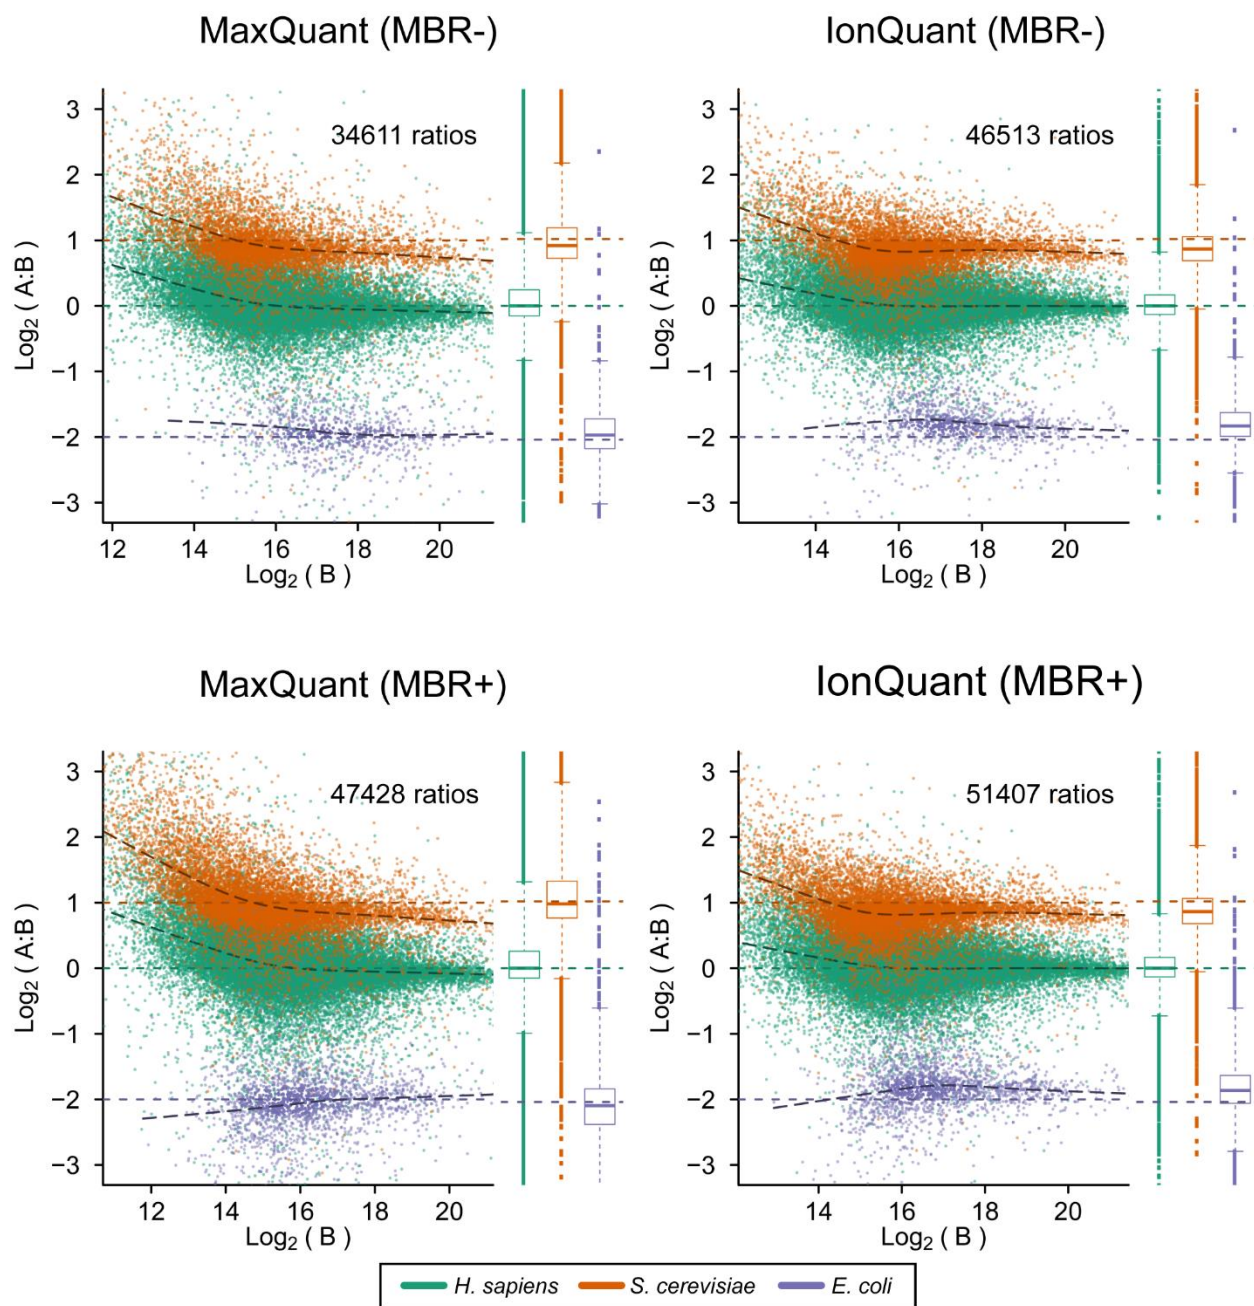 MaxQuant (MBR-)
34611 ratios
Log2 ( A:B )
3
2
1
0
−1
−2
−3
12 14 16 18 20
Log2 ( B )
IonQuant (MBR-)
46513 ratios
Log2 ( A:B )
3
2
1
0
−1
−2
−3
14 16 18 20
Log2 ( B )
MaxQuant (MBR+)
47428 ratios
Log2 ( A:B )
3
2
1
0
−1
−2
−3
12 14 16 18 20
Log2 ( B )
IonQuant (MBR+)
51407 ratios
Log2 ( A:B )
3
2
1
0
−1
−2
−3
14 16 18 20
Log2 ( B )
H. sapiens S. cerevisiae E. coli